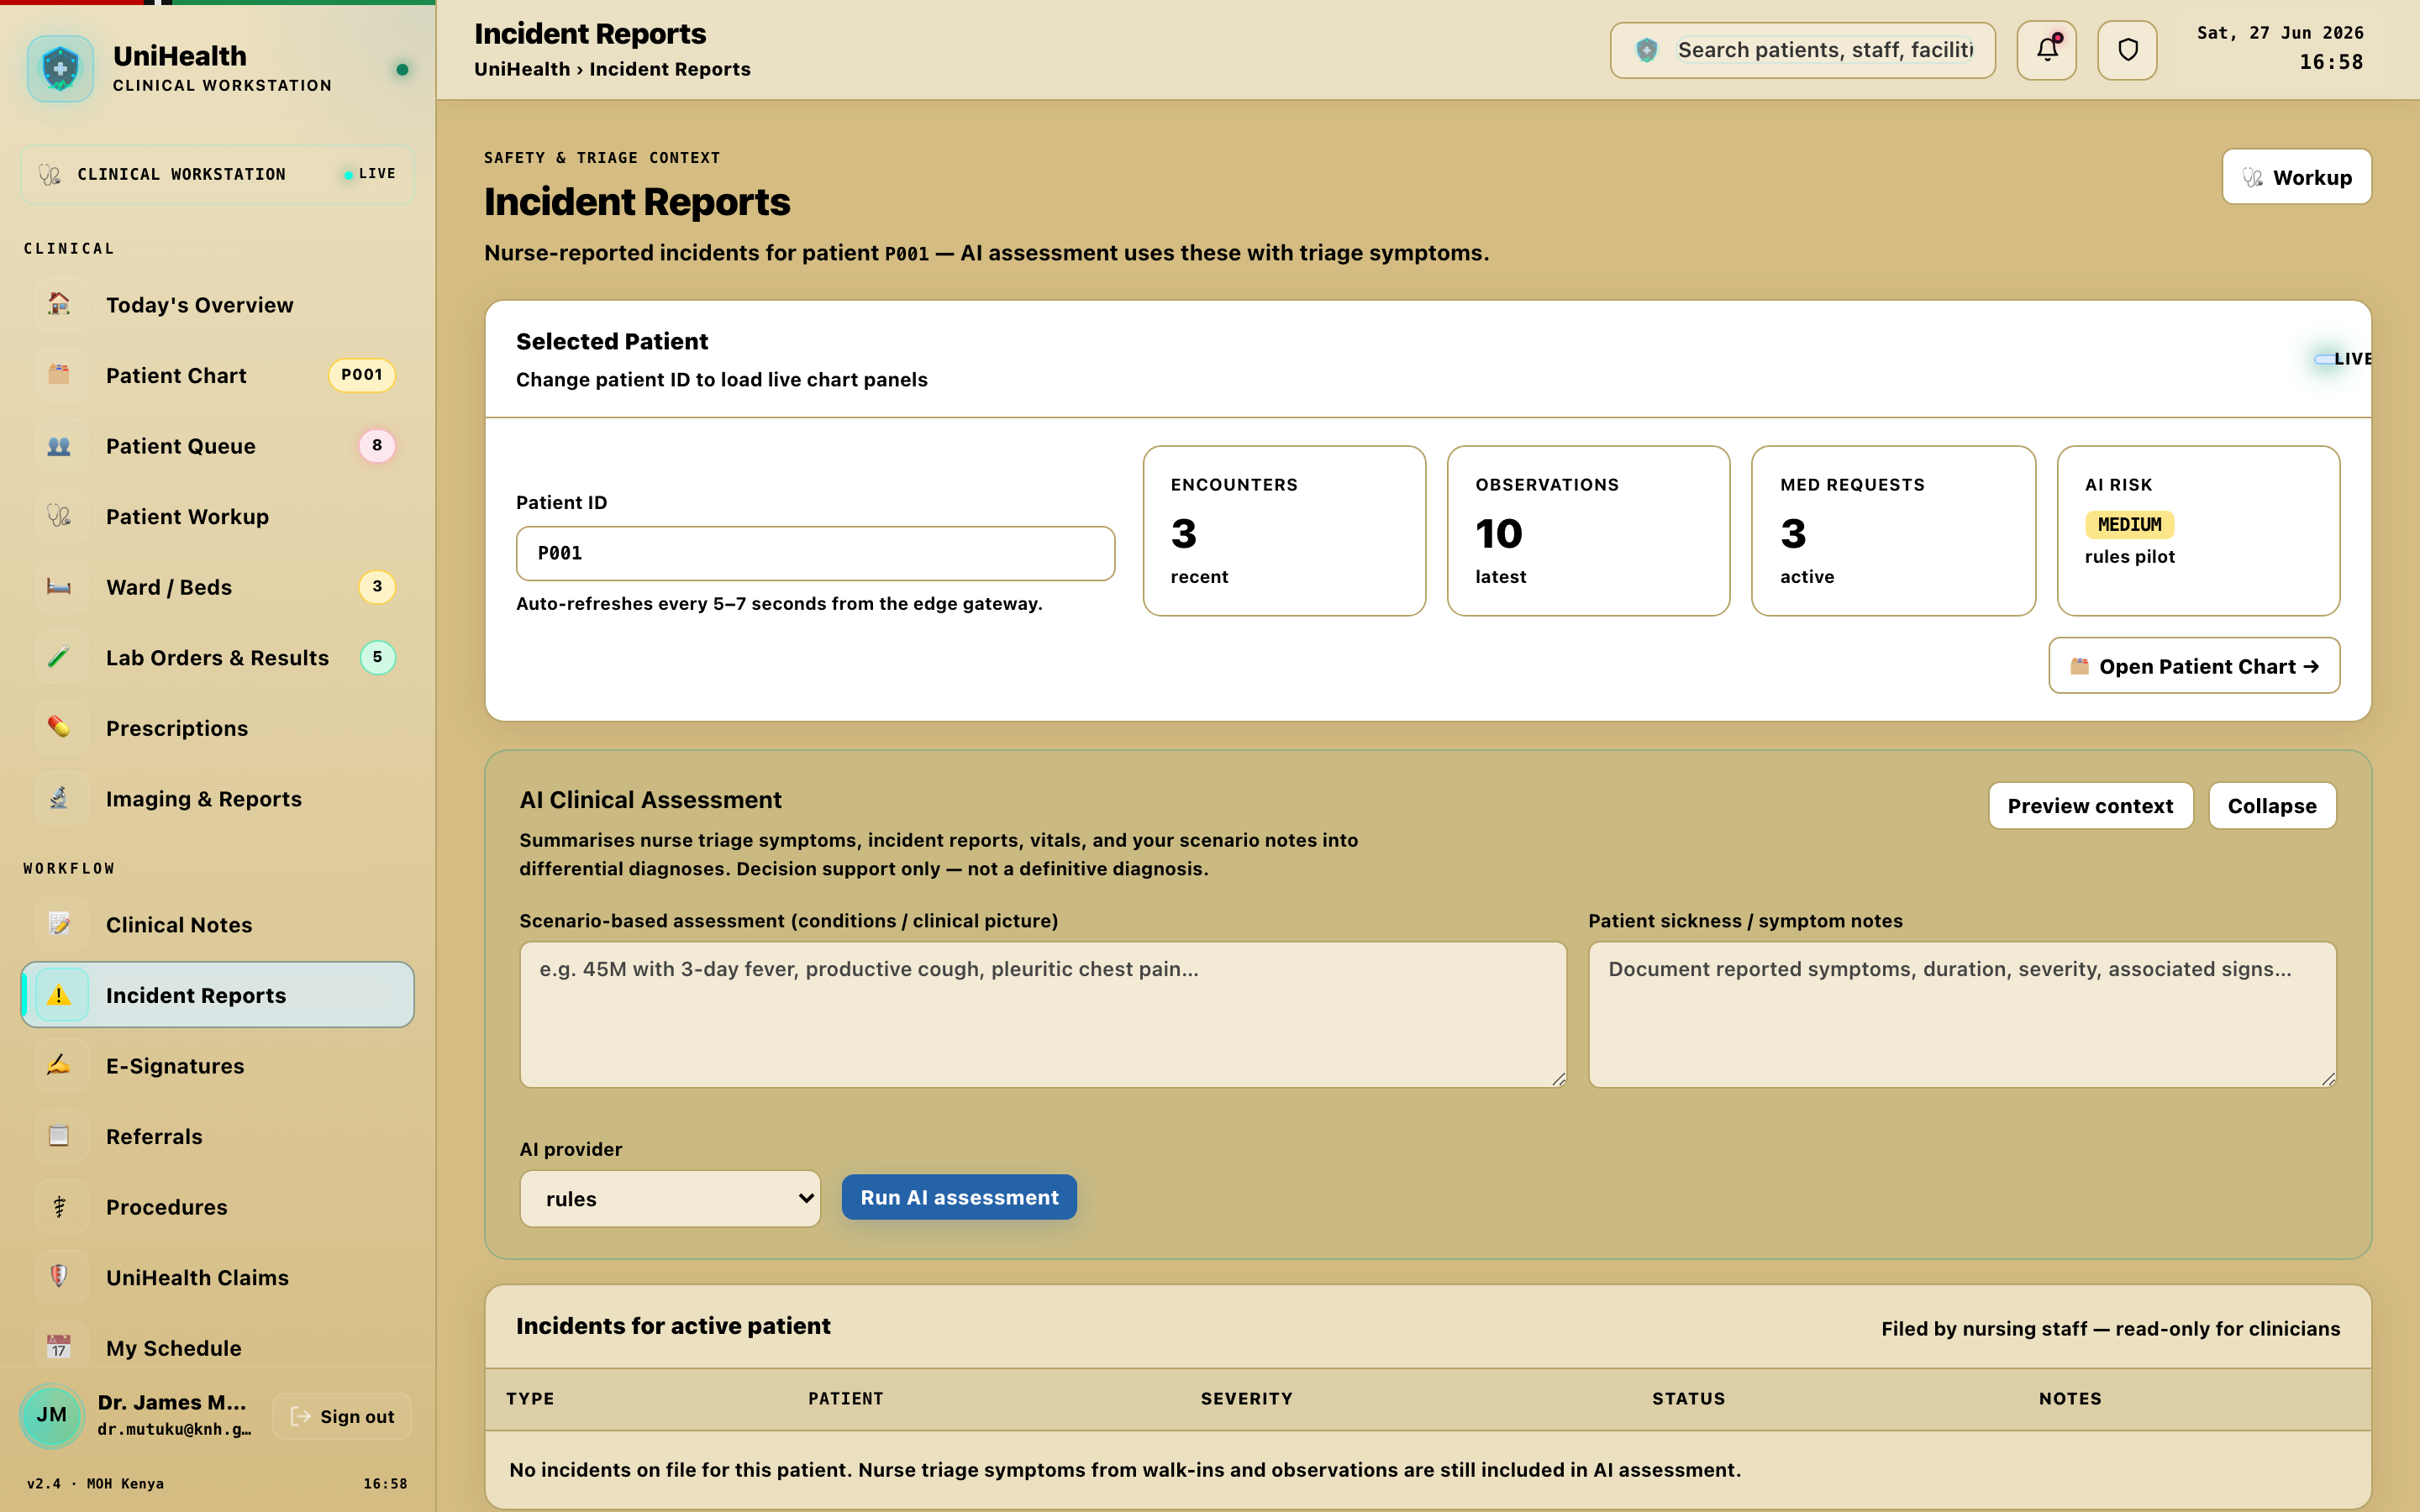 UniHealth
CLINICAL WORKSTATION
CLINICAL WORKSTATION
LIVE
CLINICAL
Today's Overview
Patient Chart
P001
Patient Queue
8
Patient Workup
Ward / Beds
3
Lab Orders & Results
5
Prescriptions
Imaging & Reports
WORKFLOW
Clinical Notes
Incident Reports
E-Signatures
Referrals
Procedures
UniHealth Claims
17
My Schedule
JM
Dr. James M...
dr.mutuku@knh.g…
Sign out
v2.4 · MOH Kenya
16:58
Incident Reports
UniHealth › Incident Reports
Search patients, staff, faciliti
Sat, 27 Jun 2026
16:58
SAFETY & TRIAGE CONTEXT
Incident Reports
Nurse-reported incidents for patient P001 — AI assessment uses these with triage symptoms.
Workup
Selected Patient
Change patient ID to load live chart panels
LIVE
Patient ID
P001
Auto-refreshes every 5–7 seconds from the edge gateway.
ENCOUNTERS
3
recent
OBSERVATIONS
10
latest
MED REQUESTS
3
active
AI RISK
MEDIUM
rules pilot
Open Patient Chart →
AI Clinical Assessment
Summarises nurse triage symptoms, incident reports, vitals, and your scenario notes into
differential diagnoses. Decision support only — not a definitive diagnosis.
Preview context
Collapse
Scenario-based assessment (conditions / clinical picture)
e.g. 45M with 3-day fever, productive cough, pleuritic chest pain...
Patient sickness / symptom notes
Document reported symptoms, duration, severity, associated signs...
AI provider
rules
Run AI assessment
Incidents for active patient
Filed by nursing staff — read-only for clinicians
TYPE PATIENT SEVERITY STATUS NOTES
No incidents on file for this patient. Nurse triage symptoms from walk-ins and observations are still included in AI assessment.